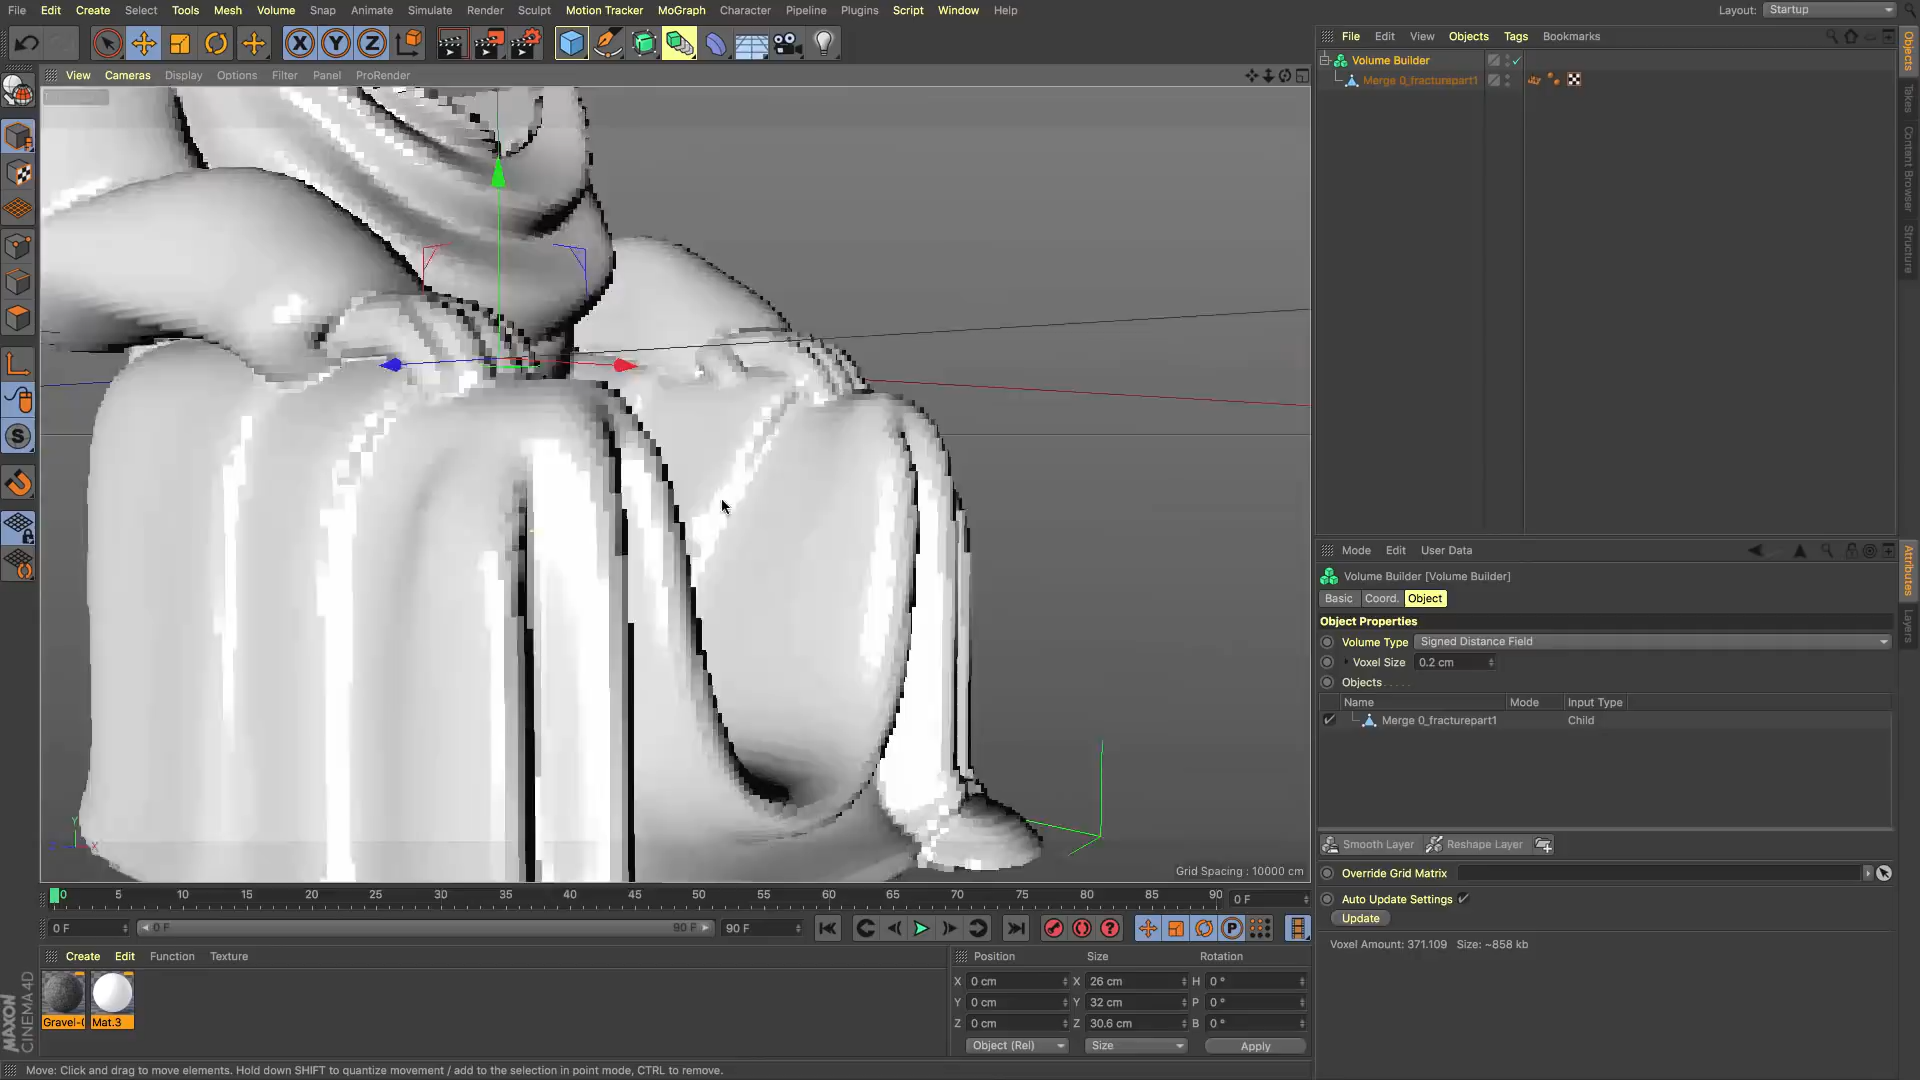 File Edit Create Select Tools Mesh Volume Snap Animate Simulate Render Sculpt Motion Tracker MoGraph Character Pipeline Plugins Script Window Help Layout: Startup
View Cameras Display Options Filter Panel ProRender
Grid Spacing : 10000 cm
Y
X
Z
0 5 10 15 20 25 30 35 40 45 50 55 60 65 70 75 80 85 90 0 F
0 F 0 F 90 F 90 F
Create Edit Function Texture
Gravel-0 Mat.3
MAXON CINEMA 4D
Position Size Rotation
X 0 cm X 26 cm H 0 °
Y 0 cm Y 32 cm P 0 °
Z 0 cm Z 30.6 cm B 0 °
Object (Rel) Size Apply
Move: Click and drag to move elements. Hold down SHIFT to quantize movement / add to the selection in point mode, CTRL to remove.
File Edit View Objects Tags Bookmarks
Volume Builder
Merge 0_fracturepart1
Objects
Takes
Content Browser
Structure
Mode Edit User Data
Volume Builder [Volume Builder]
Basic Coord. Object
Object Properties
Volume Type Signed Distance Field
Voxel Size 0.2 cm
Objects . . . . .
Name Mode Input Type
Merge 0_fracturepart1 Child
Smooth Layer Reshape Layer
Override Grid Matrix
Auto Update Settings
Update
Voxel Amount: 371.109 Size: ~858 kb
Attributes
Layers